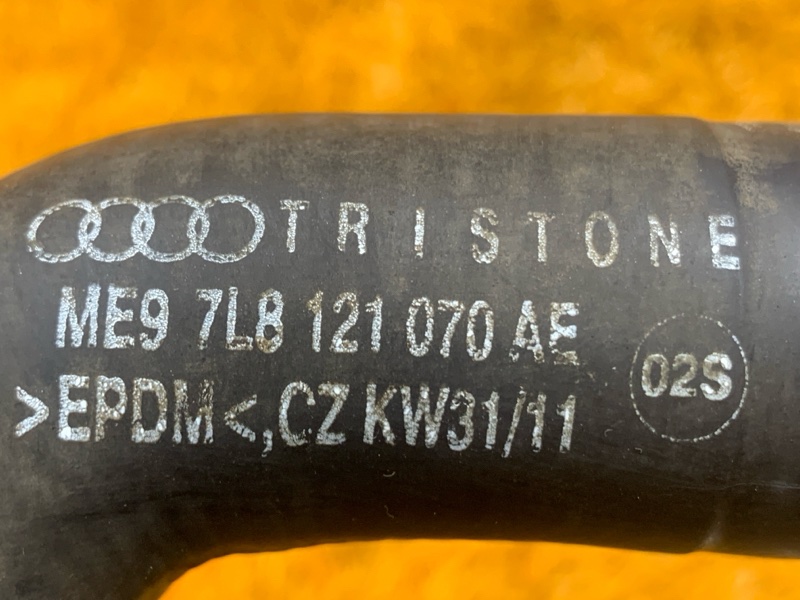 TRISTONE
ME9 7L8 121 070 AE
>EPDM<,CZ KW31/11
02S